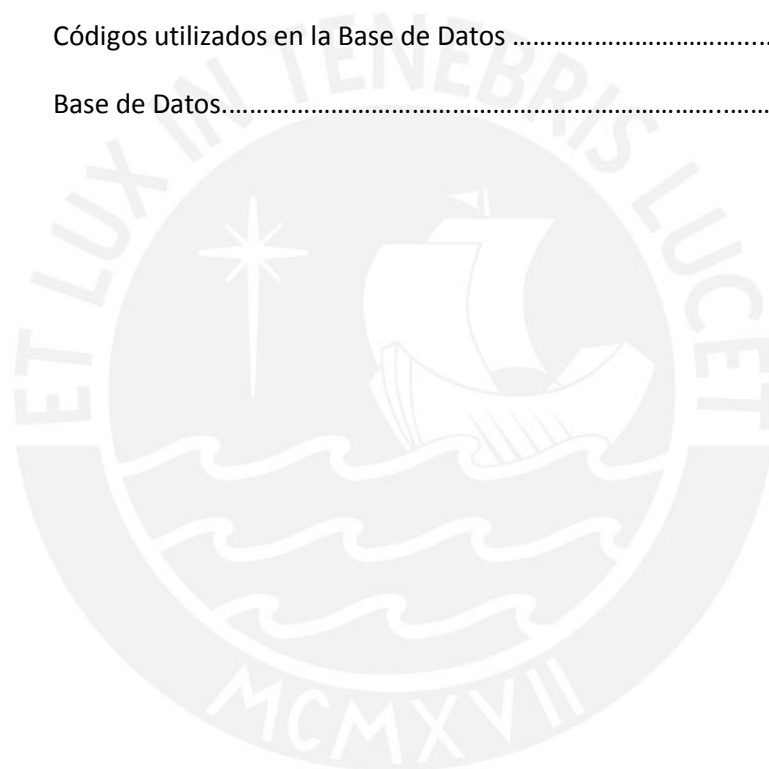 Códigos utilizados en la Base de Datos ………………………………..…
Base de Datos.………………………………………………………………..……
ET LUX IN TENEBRIS LUCET
MCMXVII